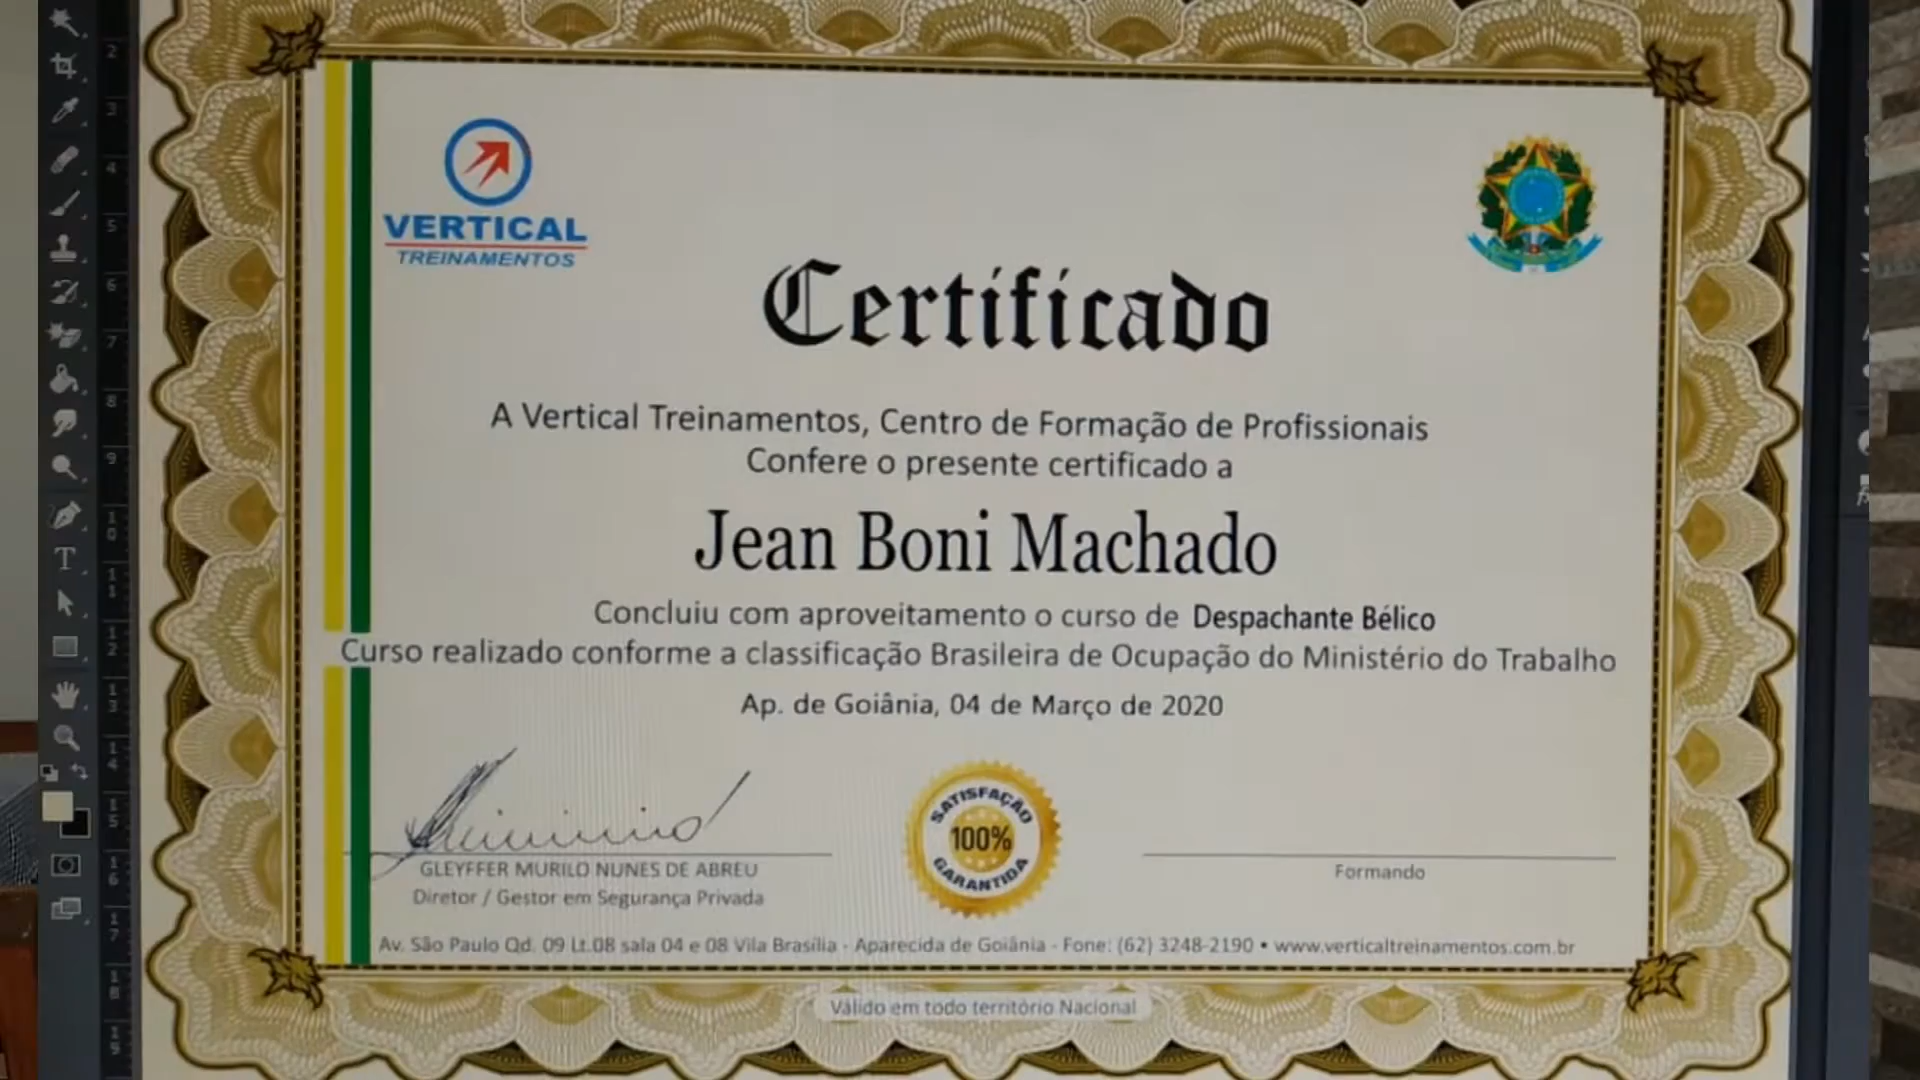 VERTICAL
TREINAMENTOS
Certificado
A Vertical Treinamentos, Centro de Formação de Profissionais
Confere o presente certificado a
Jean Boni Machado
Concluiu com aproveitamento o curso de Despachante Bélico
Curso realizado conforme a classificação Brasileira de Ocupação do Ministério do Trabalho
Ap. de Goiânia, 04 de Março de 2020
SATISFAÇÃO
100%
GARANTIDA
GLEYFFER MURILO NUNES DE ABREU
Diretor / Gestor em Segurança Privada
Formando
Av. São Paulo Qd. 09 Lt.08 sala 04 e 08 Vila Brasília - Aparecida de Goiânia - Fone: (62) 3248-2190 • www.verticaltreinamentos.com.br
Válido em todo território Nacional